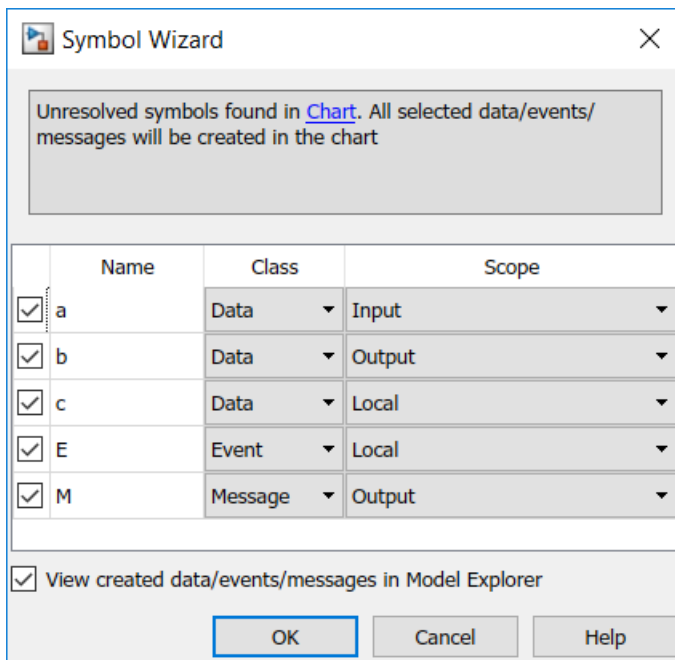 Symbol Wizard
Unresolved symbols found in Chart. All selected data/events/
messages will be created in the chart
Name Class Scope
a Data Input
b Data Output
c Data Local
E Event Local
M Message Output
View created data/events/messages in Model Explorer
OK Cancel Help